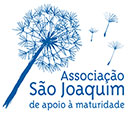 Associação
São Joaquim
de apoio à maturidade